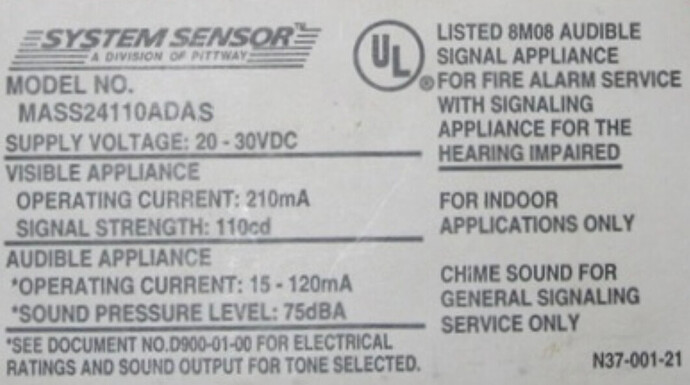 SYSTEM SENSOR™
A DIVISION OF PITTWAY
MODEL NO.
MASS24110ADAS
SUPPLY VOLTAGE: 20 - 30VDC
VISIBLE APPLIANCE
OPERATING CURRENT: 210mA
SIGNAL STRENGTH: 110cd
AUDIBLE APPLIANCE
*OPERATING CURRENT: 15 - 120mA
*SOUND PRESSURE LEVEL: 75dBA
*SEE DOCUMENT NO.D900-01-00 FOR ELECTRICAL
RATINGS AND SOUND OUTPUT FOR TONE SELECTED.
UL ®
LISTED 8M08 AUDIBLE
SIGNAL APPLIANCE
FOR FIRE ALARM SERVICE
WITH SIGNALING
APPLIANCE FOR THE
HEARING IMPAIRED
FOR INDOOR
APPLICATIONS ONLY
CHiME SOUND FOR
GENERAL SIGNALING
SERVICE ONLY
N37-001-21